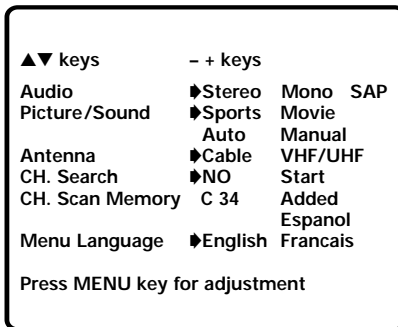 ▲▼ keys – + keys
Audio ➧Stereo Mono SAP
Picture/Sound ➧Sports Movie
Auto Manual
Antenna ➧Cable VHF/UHF
CH. Search ➧NO Start
CH. Scan Memory C 34 Added
Espanol
Menu Language ➧English Francais
Press MENU key for adjustment